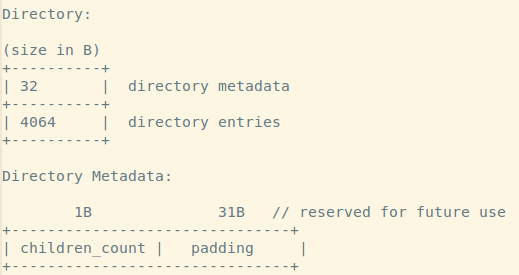 Directory:
(size in B)
+----------+
| 32       |  directory metadata
+----------+
| 4064     |  directory entries
+----------+
Directory Metadata:
        1B              31B   // reserved for future use
+-------------------------------+
| children_count |   padding     |
+-------------------------------+